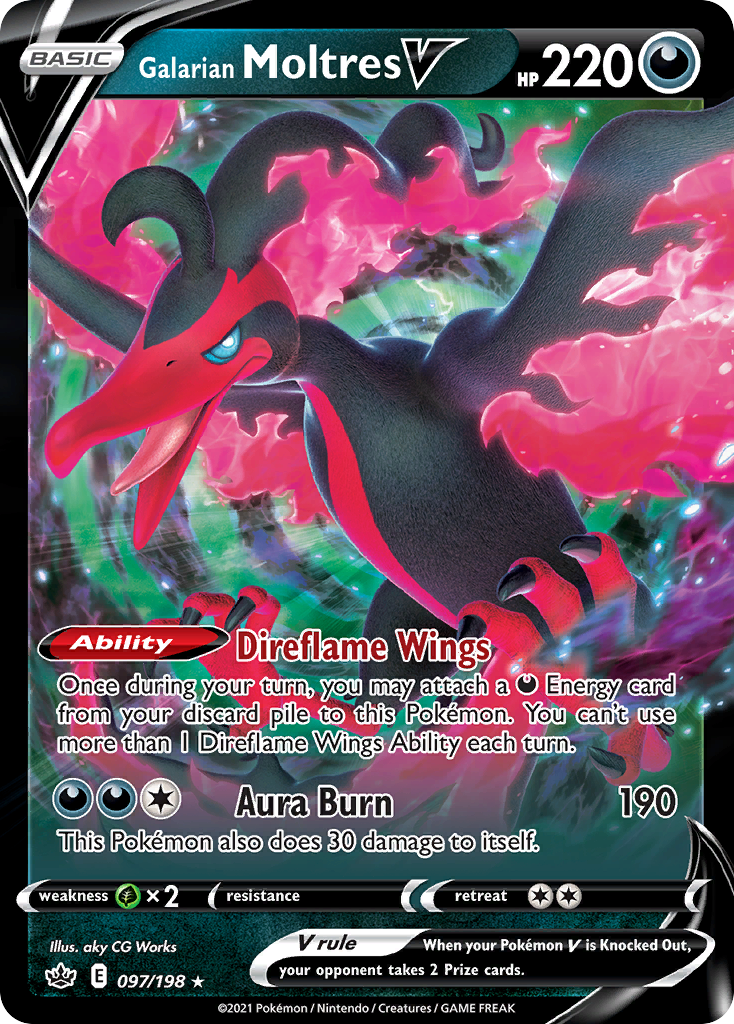 BASIC Galarian Moltres V HP 220
Ability Direflame Wings
Once during your turn, you may attach a Energy card
from your discard pile to this Pokémon. You can't use
more than 1 Direflame Wings Ability each turn.
Aura Burn 190
This Pokémon also does 30 damage to itself.
weakness ×2 resistance retreat
Illus. aky CG Works
V rule When your Pokémon V is Knocked Out,
your opponent takes 2 Prize cards.
E 097/198 ★
©2021 Pokémon / Nintendo / Creatures / GAME FREAK